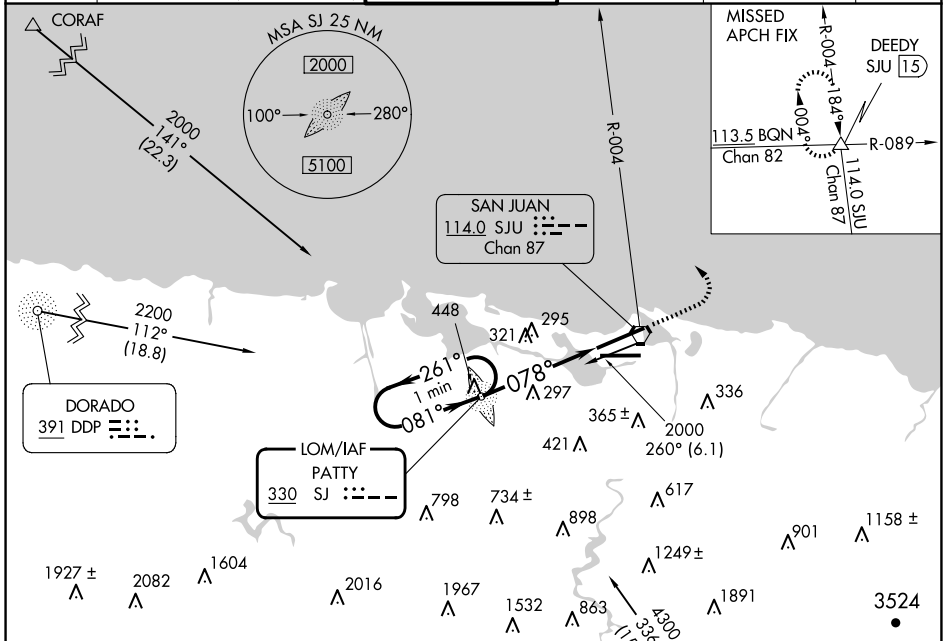 CORAF
2000
141°
(22.3)
MSA SJ 25 NM
2000
100°
280°
5100
R-004
MISSED
APCH FIX
R-004
DEEDY
SJU 15
184°
004°
113.5 BQN
Chan 82
R-089
114.0 SJU
Chan 87
SAN JUAN
114.0 SJU
Chan 87
2200
112°
(18.8)
DORADO
391 DDP
448
321
295
261°
1 min
081°
078°
297
336
365 ±
421
2000
260° (6.1)
LOM/IAF
PATTY
330 SJ
798
734 ±
898
617
901
1158 ±
1249 ±
1927 ±
2082
1604
2016
1967
1532
863
4300
1891
3524